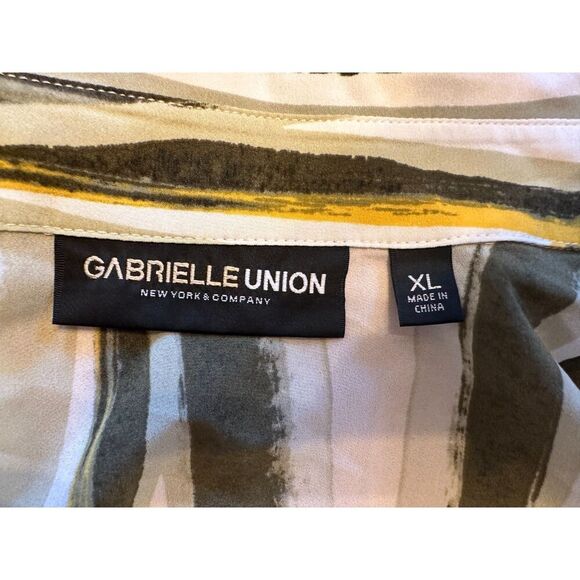 GABRIELLE UNION
NEW YORK & COMPANY
XL
MADE IN
CHINA